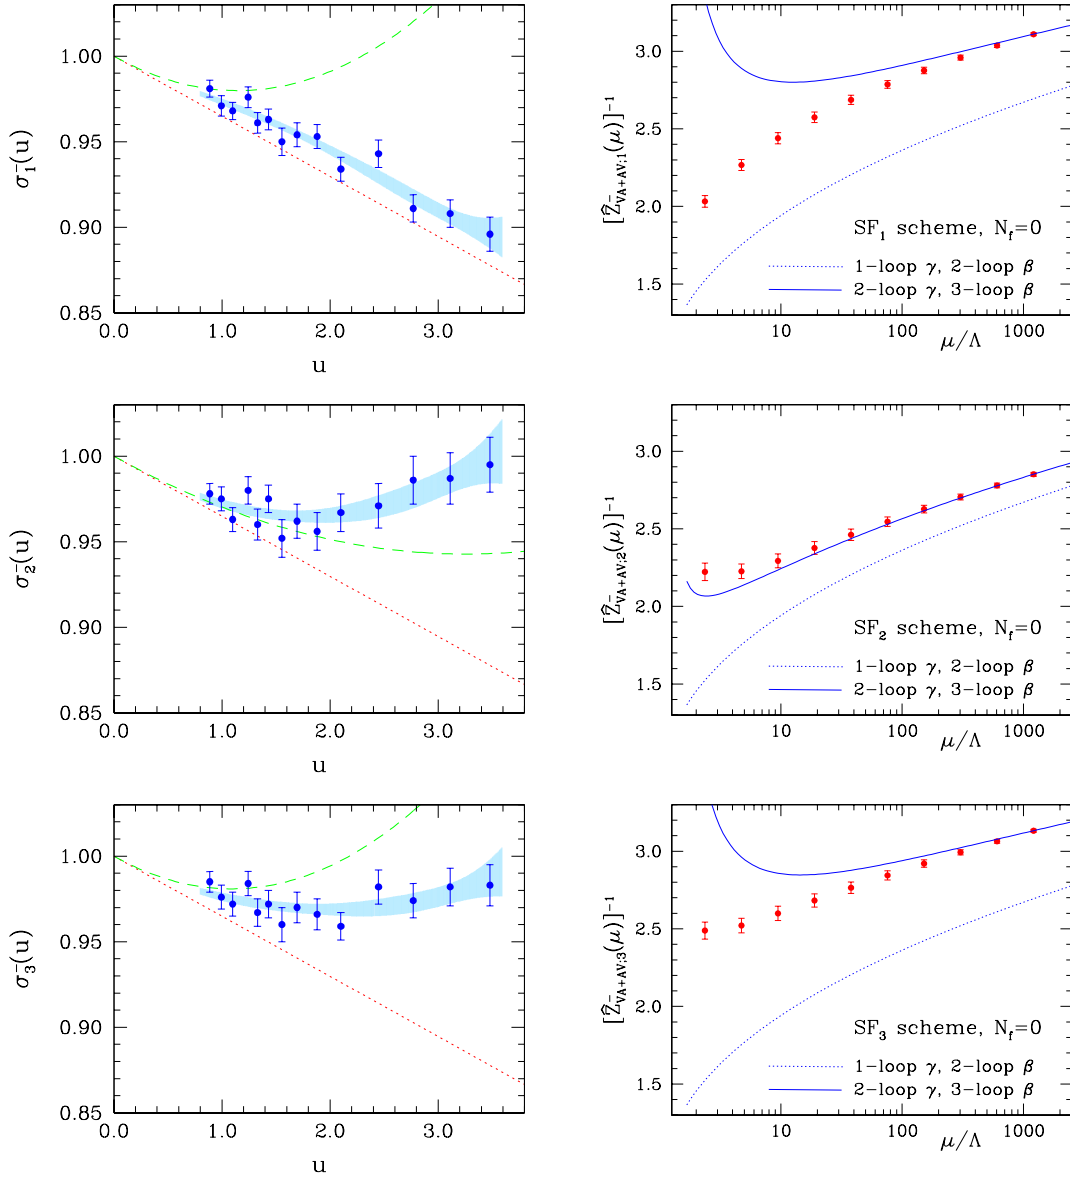 1.00
0.95
0.90
0.85
σ₁⁻(u)
0.0 1.0 2.0 3.0
u
3.0
2.5
2.0
1.5
[Ẑ⁻VA+AV;1(μ)]⁻¹
SF₁ scheme, Nf=0
1-loop γ, 2-loop β
2-loop γ, 3-loop β
10 100 1000
μ/Λ
1.00
0.95
0.90
0.85
σ₂⁻(u)
0.0 1.0 2.0 3.0
u
3.0
2.5
2.0
1.5
[Ẑ⁻VA+AV;2(μ)]⁻¹
SF₂ scheme, Nf=0
1-loop γ, 2-loop β
2-loop γ, 3-loop β
10 100 1000
μ/Λ
1.00
0.95
0.90
0.85
σ₃⁻(u)
0.0 1.0 2.0 3.0
u
3.0
2.5
2.0
1.5
[Ẑ⁻VA+AV;3(μ)]⁻¹
SF₃ scheme, Nf=0
1-loop γ, 2-loop β
2-loop γ, 3-loop β
10 100 1000
μ/Λ